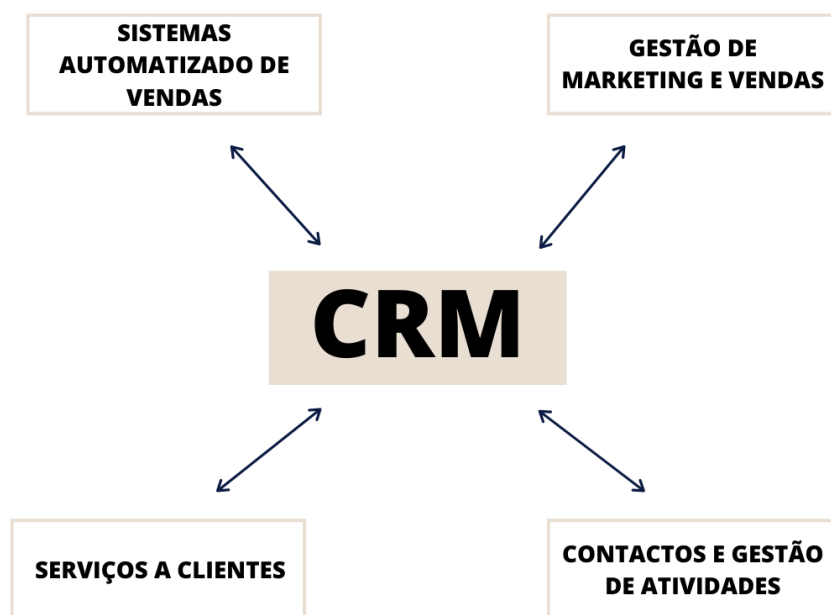 SISTEMAS
AUTOMATIZADO DE
VENDAS
GESTÃO DE
MARKETING E VENDAS
CRM
SERVIÇOS A CLIENTES
CONTACTOS E GESTÃO
DE ATIVIDADES